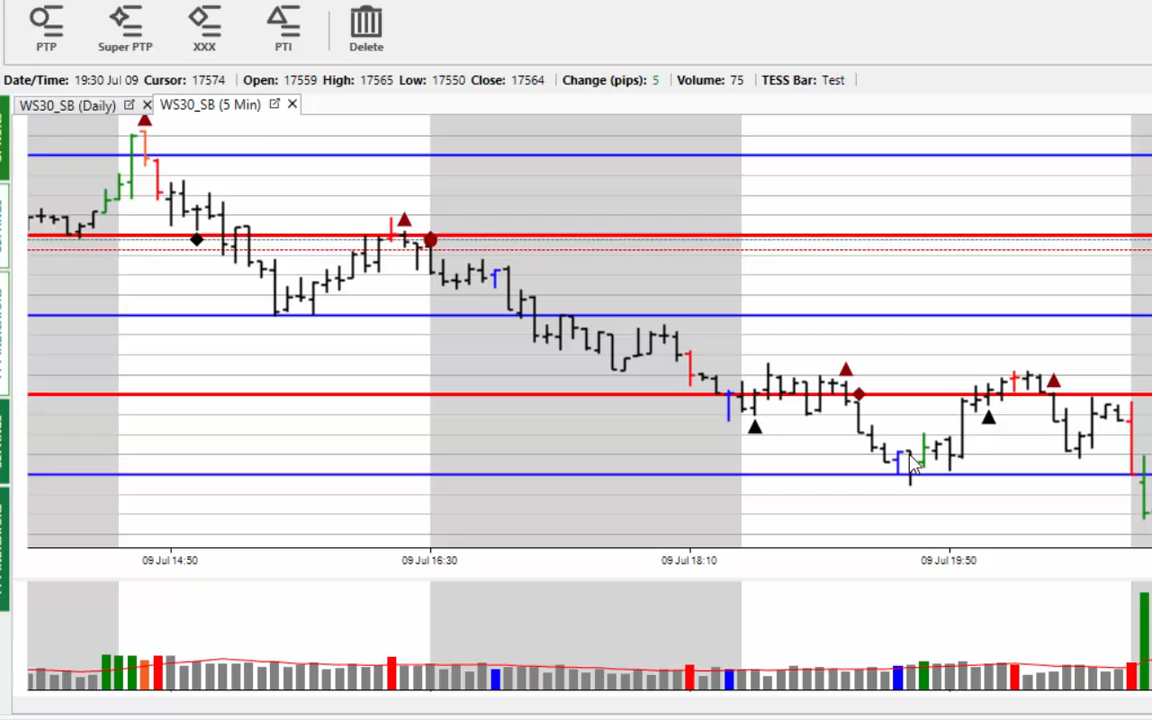 PTP Super PTP XXX PTI Delete
Date/Time: 19:30 Jul 09 Cursor: 17574 Open: 17559 High: 17565 Low: 17550 Close: 17564 Change (pips): 5 Volume: 75 TESS Bar: Test
WS30_SB (Daily) WS30_SB (5 Min)
09 Jul 14:50 09 Jul 16:30 09 Jul 18:10 09 Jul 19:50